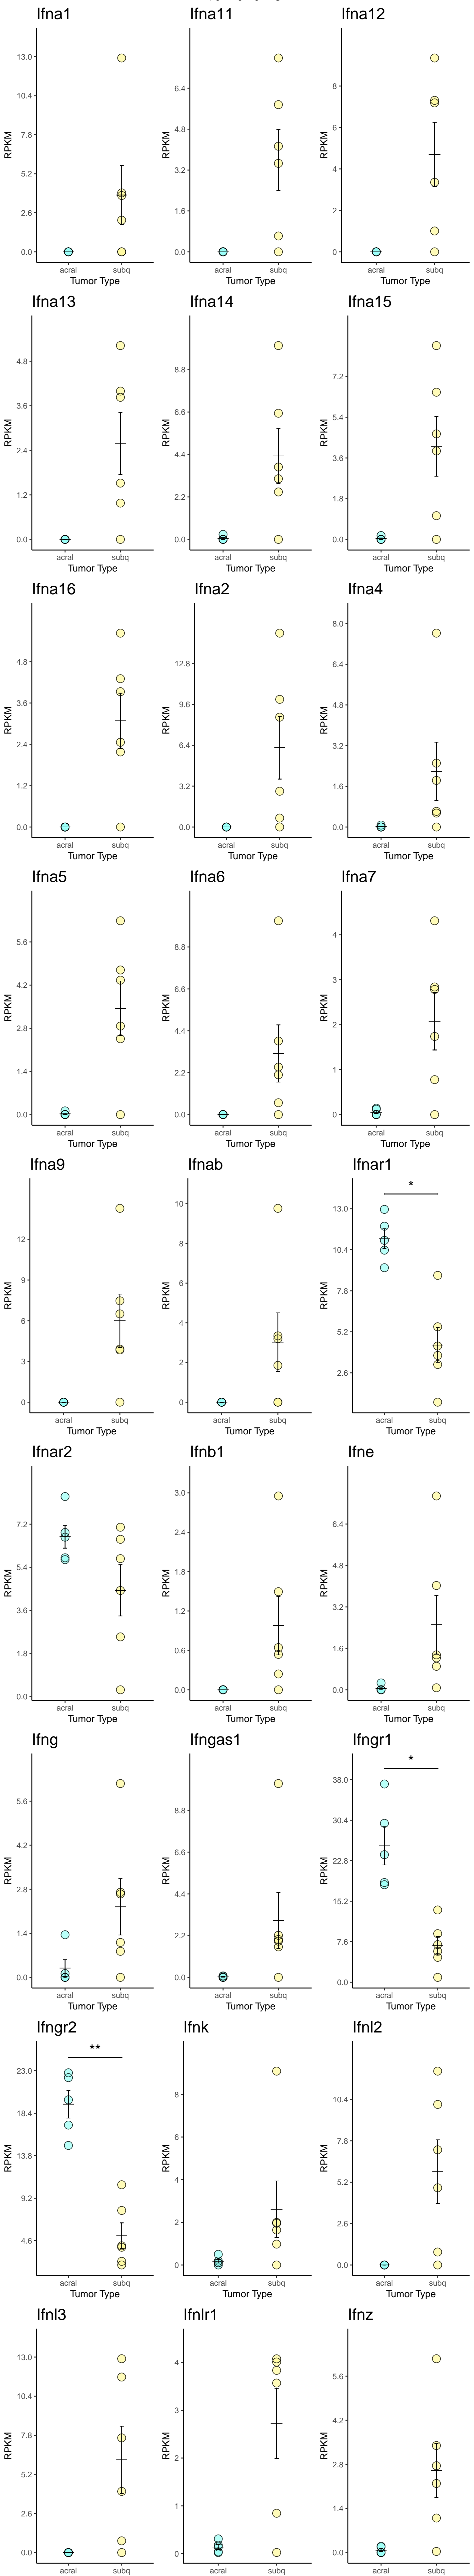 Ifna1
RPKM
13.0
10.4
7.8
5.2
2.6
0.0
acral subq
Tumor Type
Ifna11
RPKM
6.4
4.8
3.2
1.6
0.0
acral subq
Tumor Type
Ifna12
RPKM
8
6
4
2
0
acral subq
Tumor Type
Ifna13
RPKM
4.8
3.6
2.4
1.2
0.0
acral subq
Tumor Type
Ifna14
RPKM
8.8
6.6
4.4
2.2
0.0
acral subq
Tumor Type
Ifna15
RPKM
7.2
5.4
3.6
1.8
0.0
acral subq
Tumor Type
Ifna16
RPKM
4.8
3.6
2.4
1.2
0.0
acral subq
Tumor Type
Ifna2
RPKM
12.8
9.6
6.4
3.2
0.0
acral subq
Tumor Type
Ifna4
RPKM
8.0
6.4
4.8
3.2
1.6
0.0
acral subq
Tumor Type
Ifna5
RPKM
5.6
4.2
2.8
1.4
0.0
acral subq
Tumor Type
Ifna6
RPKM
8.8
6.6
4.4
2.2
0.0
acral subq
Tumor Type
Ifna7
RPKM
4
3
2
1
0
acral subq
Tumor Type
Ifna9
RPKM
12
9
6
3
0
acral subq
Tumor Type
Ifnab
RPKM
10
8
6
4
2
0
acral subq
Tumor Type
Ifnar1
*
RPKM
13.0
10.4
7.8
5.2
2.6
acral subq
Tumor Type
Ifnar2
RPKM
7.2
5.4
3.6
1.8
0.0
acral subq
Tumor Type
Ifnb1
RPKM
3.0
2.4
1.8
1.2
0.6
0.0
acral subq
Tumor Type
Ifne
RPKM
6.4
4.8
3.2
1.6
0.0
acral subq
Tumor Type
Ifng
RPKM
5.6
4.2
2.8
1.4
0.0
acral subq
Tumor Type
Ifngas1
RPKM
8.8
6.6
4.4
2.2
0.0
acral subq
Tumor Type
Ifngr1
*
RPKM
38.0
30.4
22.8
15.2
7.6
0.0
acral subq
Tumor Type
Ifngr2
**
RPKM
23.0
18.4
13.8
9.2
4.6
acral subq
Tumor Type
Ifnk
RPKM
8
6
4
2
0
acral subq
Tumor Type
Ifnl2
RPKM
10.4
7.8
5.2
2.6
0.0
acral subq
Tumor Type
Ifnl3
RPKM
13.0
10.4
7.8
5.2
2.6
0.0
acral subq
Tumor Type
Ifnlr1
RPKM
4
3
2
1
0
acral subq
Tumor Type
Ifnz
RPKM
5.6
4.2
2.8
1.4
0.0
acral subq
Tumor Type